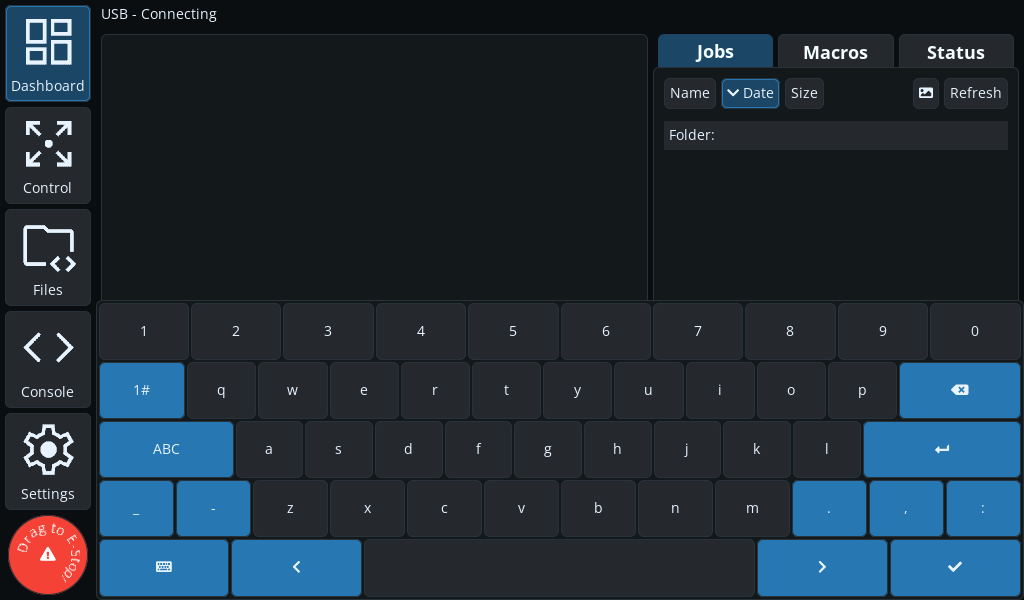 USB - Connecting
Dashboard
Control
Files
Console
Settings
Drag to E-Stop!
Jobs Macros Status
Name Date Size Refresh
Folder:
1 2 3 4 5 6 7 8 9 0
1# q w e r t y u i o p
ABC a s d f g h j k l
_ - z x c v b n m . , :